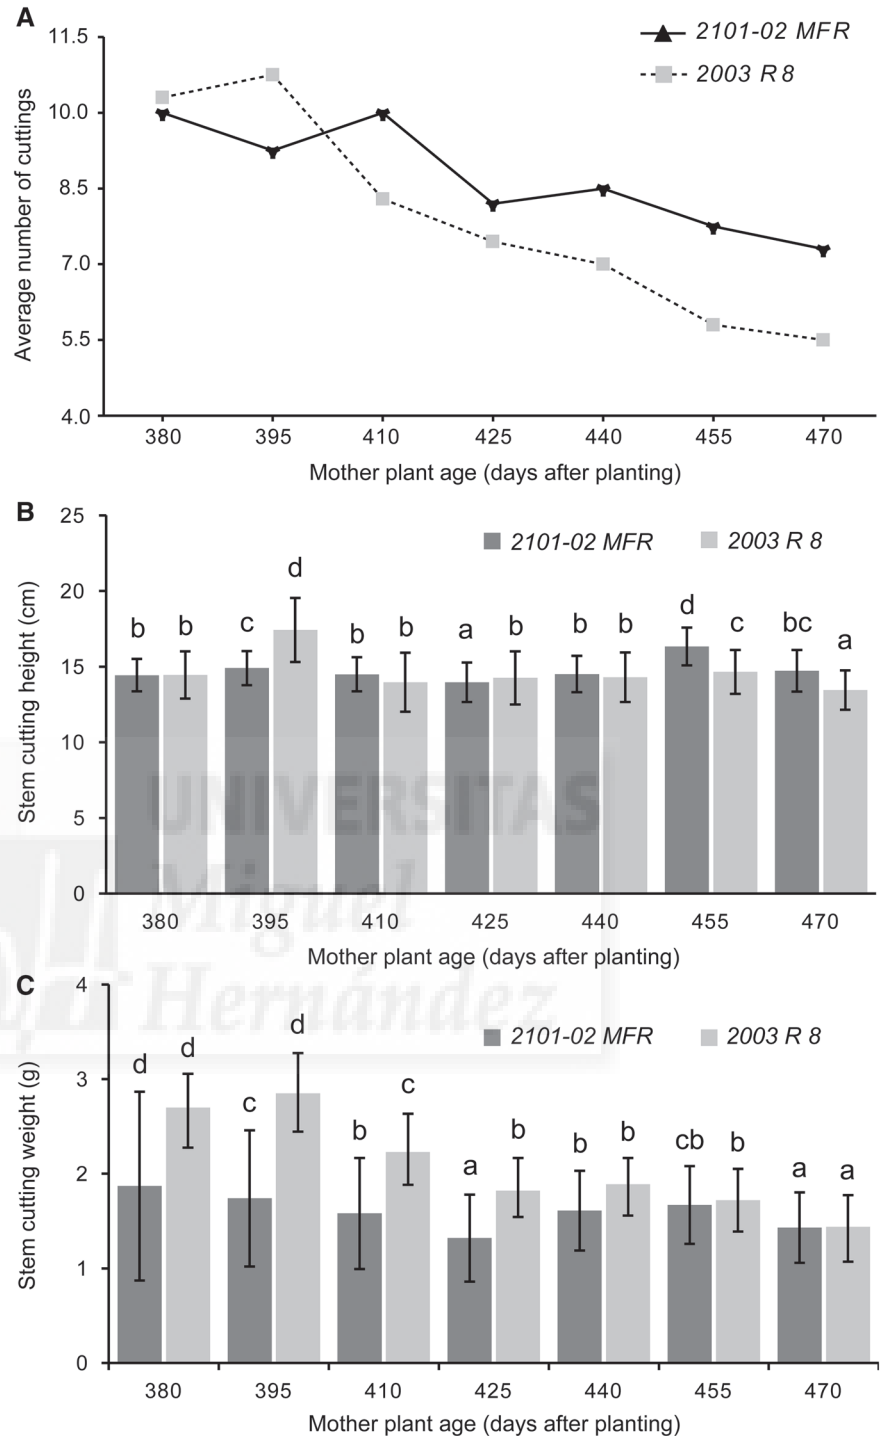 A
11.5
2101-02 MFR
2003 R 8
10.0
8.5
7.0
5.5
4.0
Average number of cuttings
380 395 410 425 440 455 470
Mother plant age (days after planting)
B
25
2101-02 MFR 2003 R 8
20
15
10
5
0
Stem cutting height (cm)
b b c d b b a b b b d c bc a
UNIVERSITAS
Miguel
Hernández
380 395 410 425 440 455 470
Mother plant age (days after planting)
C
4
2101-02 MFR 2003 R 8
3
2
1
0
Stem cutting weight (g)
d d c d b c a b b b cb b a a
380 395 410 425 440 455 470
Mother plant age (days after planting)